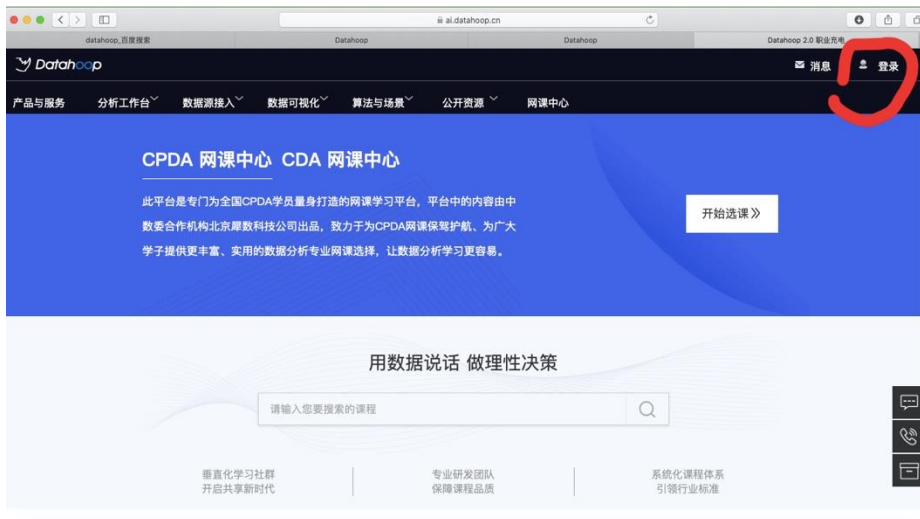 ai.datahoop.cn
datahoop_百度搜索
Datahoop
Datahoop
Datahoop 2.0 职业充电
Datahoop
消息
登录
产品与服务
分析工作台
数据源接入
数据可视化
算法与场景
公开资源
网课中心
CPDA 网课中心 CDA 网课中心
此平台是专门为全国CPDA学员量身打造的网课学习平台，平台中的内容由中
数委合作机构北京犀数科技公司出品，致力于为CPDA网课保驾护航、为广大
学子提供更丰富、实用的数据分析专业网课选择，让数据分析学习更容易。
开始选课》
用数据说话 做理性决策
请输入您要搜索的课程
垂直化学习社群
开启共享新时代
专业研发团队
保障课程品质
系统化课程体系
引领行业标准